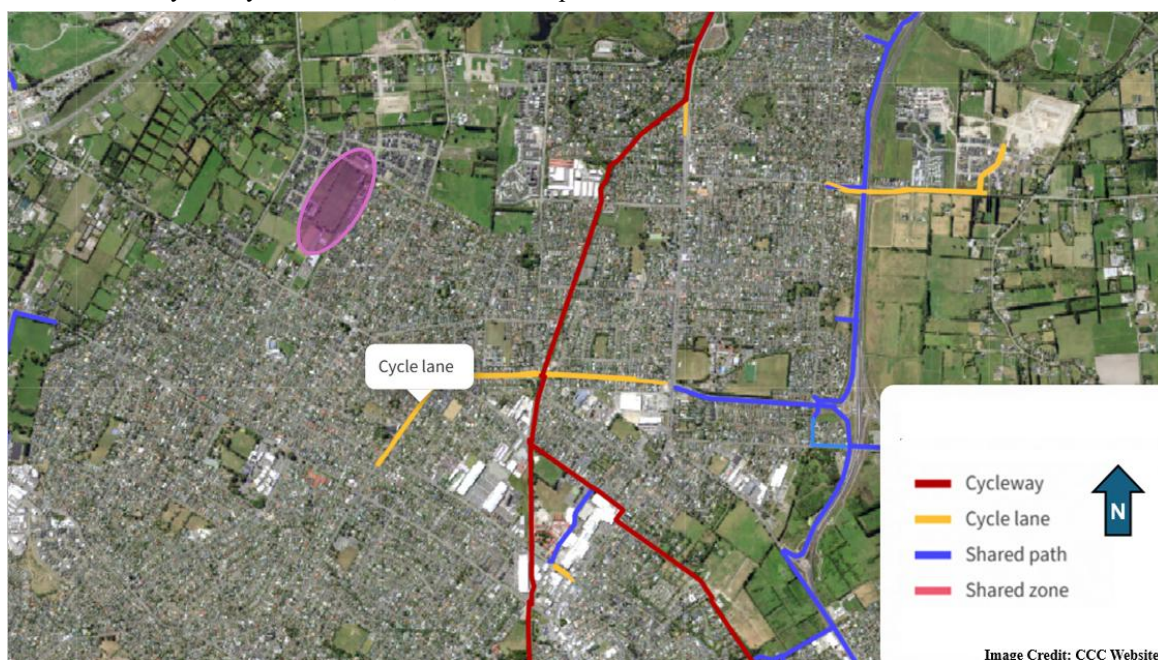 Cycle lane
Cycleway
Cycle lane
Shared path
Shared zone
N
Image Credit: CCC Website